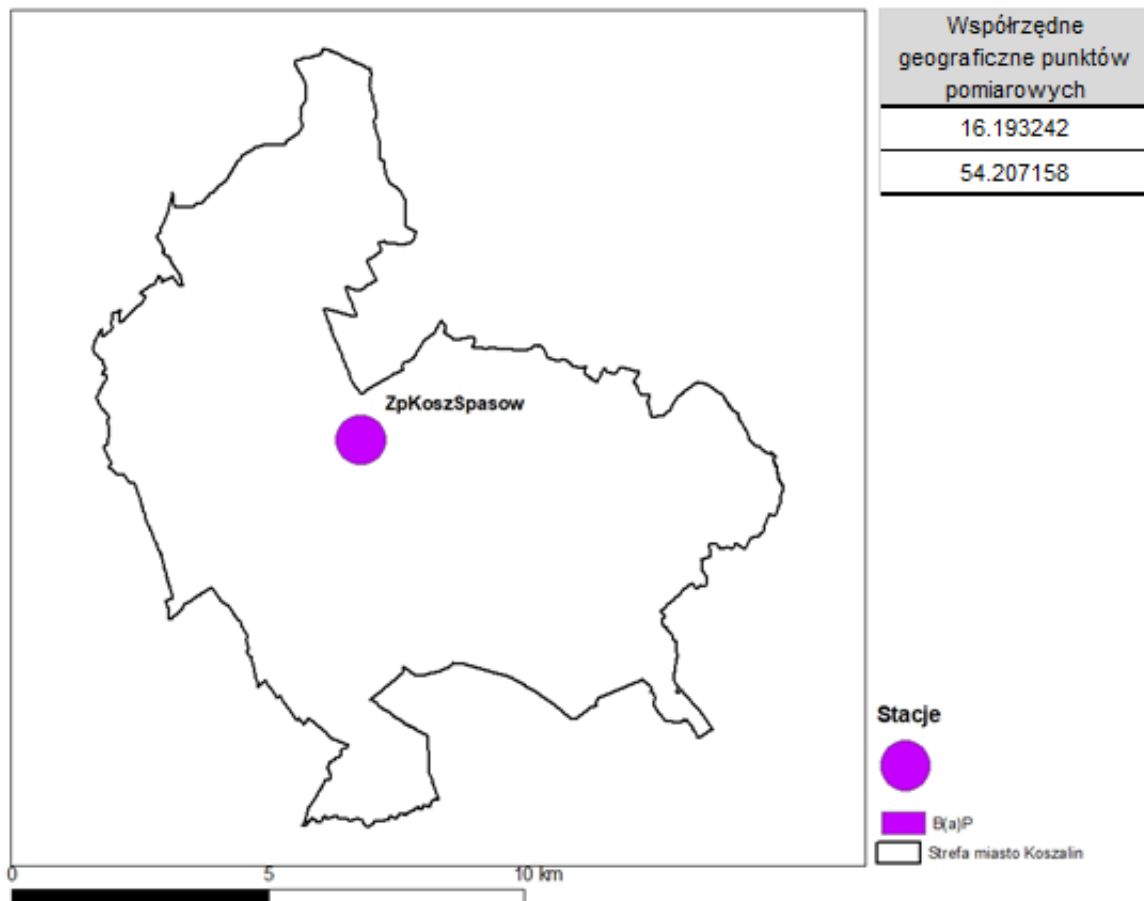 Współrzędne
geograficzne punktów
pomiarowych
16.193242
54.207158
ZpKoszSpasow
Stacje
B(a)P
Strefa miasto Koszalin
0 5 10 km